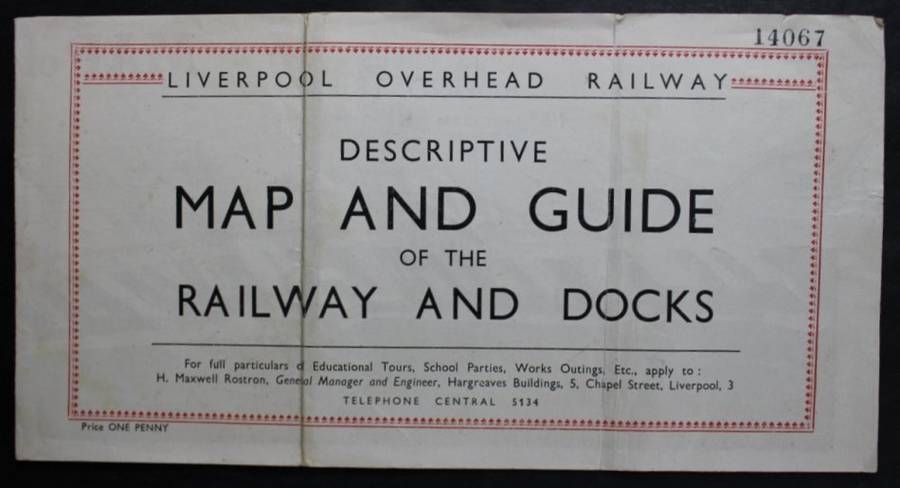 14067
LIVERPOOL OVERHEAD RAILWAY
DESCRIPTIVE
MAP AND GUIDE
OF THE
RAILWAY AND DOCKS
For full particulars of Educational Tours, School Parties, Works Outings, Etc., apply to :
H. Maxwell Rostron, General Manager and Engineer, Hargreaves Buildings, 5, Chapel Street, Liverpool, 3
TELEPHONE CENTRAL 5134
Price ONE PENNY